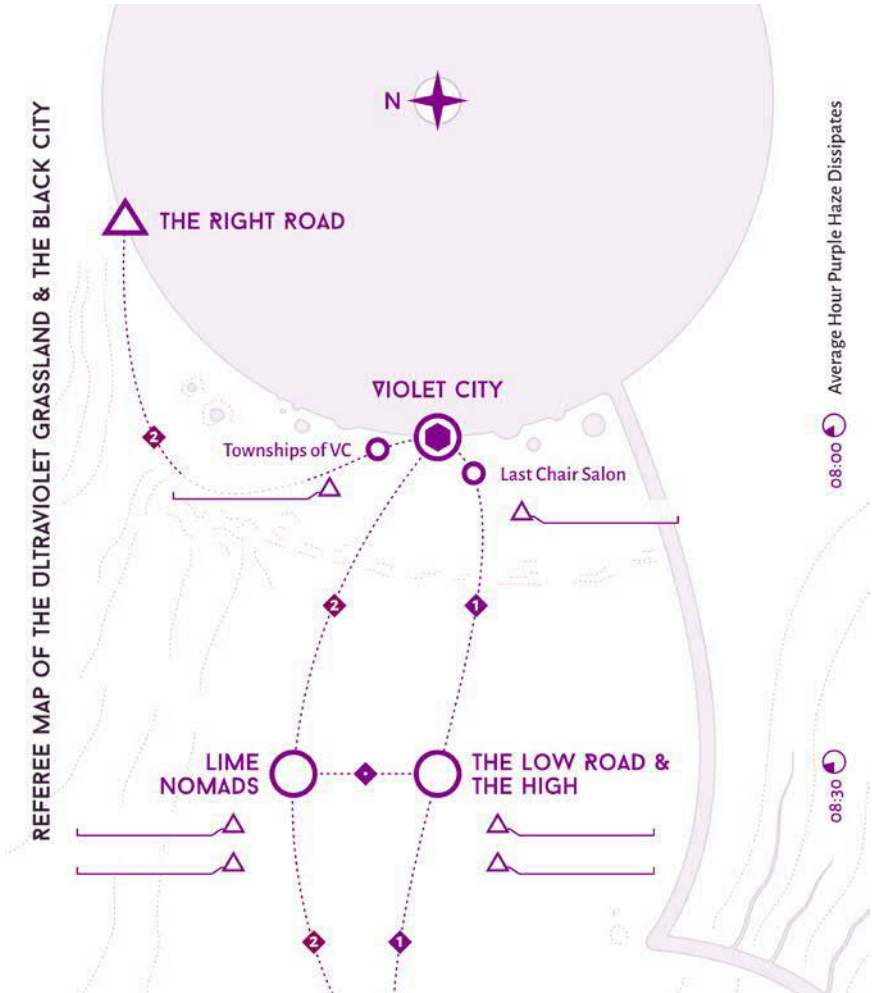 REFEREE MAP OF THE ULTRAVIOLET GRASSLAND & THE BLACK CITY
N
Average Hour Purple Haze Dissipates
THE RIGHT ROAD
VIOLET CITY
2
Townships of VC
08:00
Last Chair Salon
2
1
LIME
NOMADS
THE LOW ROAD &
THE HIGH
08:30
2
1